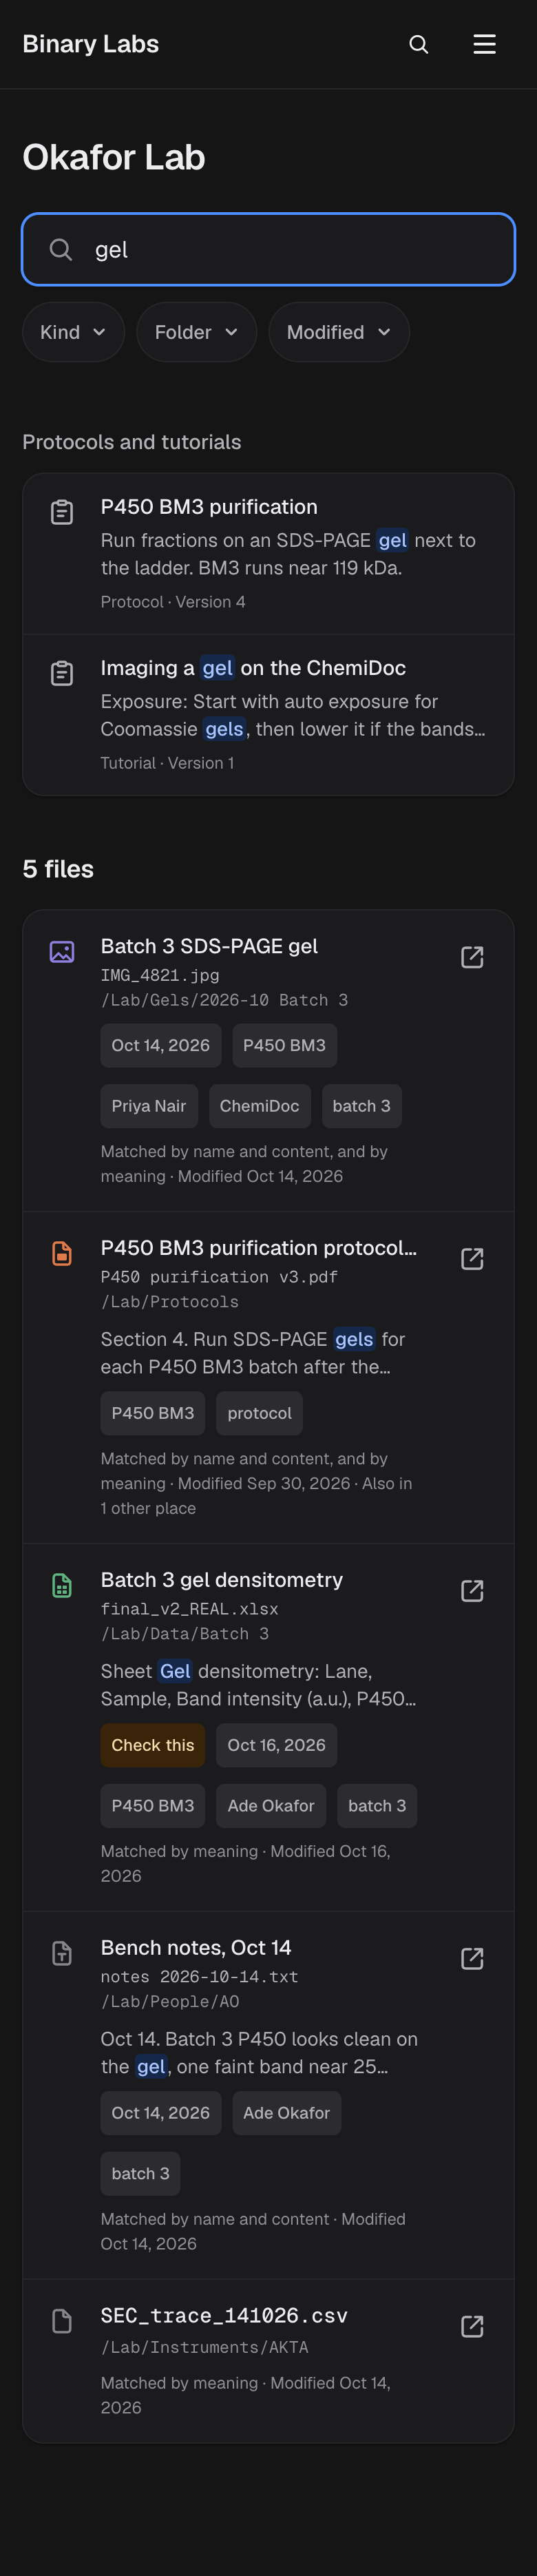 Binary Labs
Okafor Lab
gel
Kind
Folder
Modified
Protocols and tutorials
P450 BM3 purification
Run fractions on an SDS-PAGE gel next to
the ladder. BM3 runs near 119 kDa.
Protocol · Version 4
Imaging a gel on the ChemiDoc
Exposure: Start with auto exposure for
Coomassie gels, then lower it if the bands…
Tutorial · Version 1
5 files
Batch 3 SDS-PAGE gel
IMG_4821.jpg
/Lab/Gels/2026-10 Batch 3
Oct 14, 2026
P450 BM3
Priya Nair
ChemiDoc
batch 3
Matched by name and content, and by
meaning · Modified Oct 14, 2026
P450 BM3 purification protocol…
P450 purification v3.pdf
/Lab/Protocols
Section 4. Run SDS-PAGE gels for
each P450 BM3 batch after the…
P450 BM3
protocol
Matched by name and content, and by
meaning · Modified Sep 30, 2026 · Also in
1 other place
Batch 3 gel densitometry
final_v2_REAL.xlsx
/Lab/Data/Batch 3
Sheet Gel densitometry: Lane,
Sample, Band intensity (a.u.), P450…
Check this
Oct 16, 2026
P450 BM3
Ade Okafor
batch 3
Matched by meaning · Modified Oct 16,
2026
Bench notes, Oct 14
notes 2026-10-14.txt
/Lab/People/AO
Oct 14. Batch 3 P450 looks clean on
the gel, one faint band near 25…
Oct 14, 2026
Ade Okafor
batch 3
Matched by name and content · Modified
Oct 14, 2026
SEC_trace_141026.csv
/Lab/Instruments/AKTA
Matched by meaning · Modified Oct 14,
2026